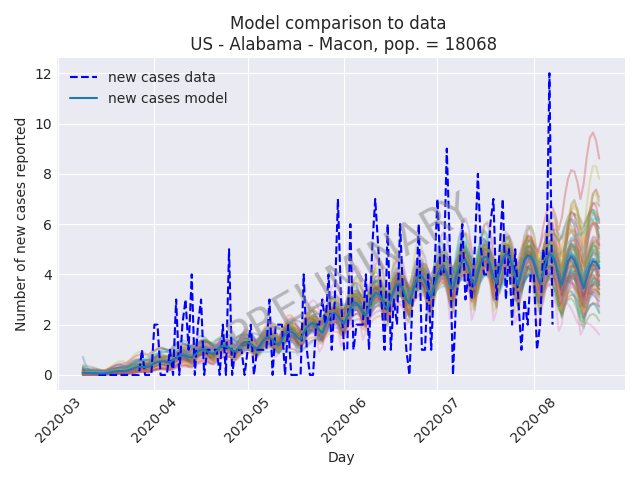 Model comparison to data
US - Alabama - Macon, pop. = 18068
new cases data
new cases model
PRELIMINARY
Number of new cases reported
12
10
8
6
4
2
0
2020-03
2020-04
2020-05
2020-06
2020-07
2020-08
Day